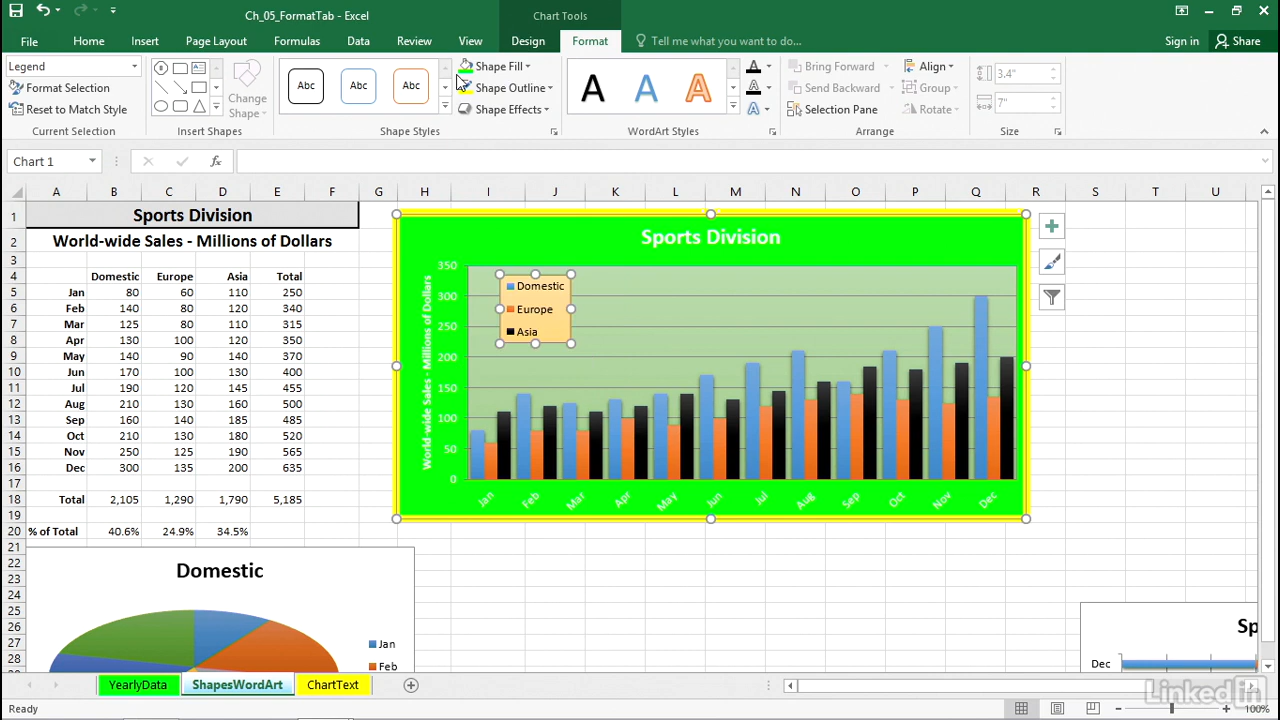 Ch_05_FormatTab - Excel
Chart Tools
File Home Insert Page Layout Formulas Data Review View Design Format Tell me what you want to do... Sign in Share
Legend
Format Selection
Reset to Match Style
Current Selection
Change
Shape
Insert Shapes
Abc Abc Abc
Shape Fill
Shape Outline
Shape Effects
Shape Styles
A A A
A
A
A
WordArt Styles
Bring Forward
Send Backward
Selection Pane
Align
Group
Rotate
Arrange
3.4"
7"
Size
Chart 1
fx
A B C D E F G H I J K L M N O P Q R S T U
1 Sports Division
2 World-wide Sales - Millions of Dollars
3
4 Domestic Europe Asia Total
5 Jan 80 60 110 250
6 Feb 140 80 120 340
7 Mar 125 80 110 315
8 Apr 130 100 120 350
9 May 140 90 140 370
10 Jun 170 100 130 400
11 Jul 190 120 145 455
12 Aug 210 130 160 500
13 Sep 160 140 185 485
14 Oct 210 130 180 520
15 Nov 250 125 190 565
16 Dec 300 135 200 635
17
18 Total 2,105 1,290 1,790 5,185
19
20 % of Total 40.6% 24.9% 34.5%
21
22
23
24
25
26
27
28
Sports Division
World-wide Sales - Millions of Dollars
350
300
250
200
150
100
50
0
Domestic
Europe
Asia
Jan Feb Mar Apr May Jun Jul Aug Sep Oct Nov Dec
Domestic
Jan
Feb
Sp
Dec
YearlyData ShapesWordArt ChartText
Ready
100%
LinkedIn